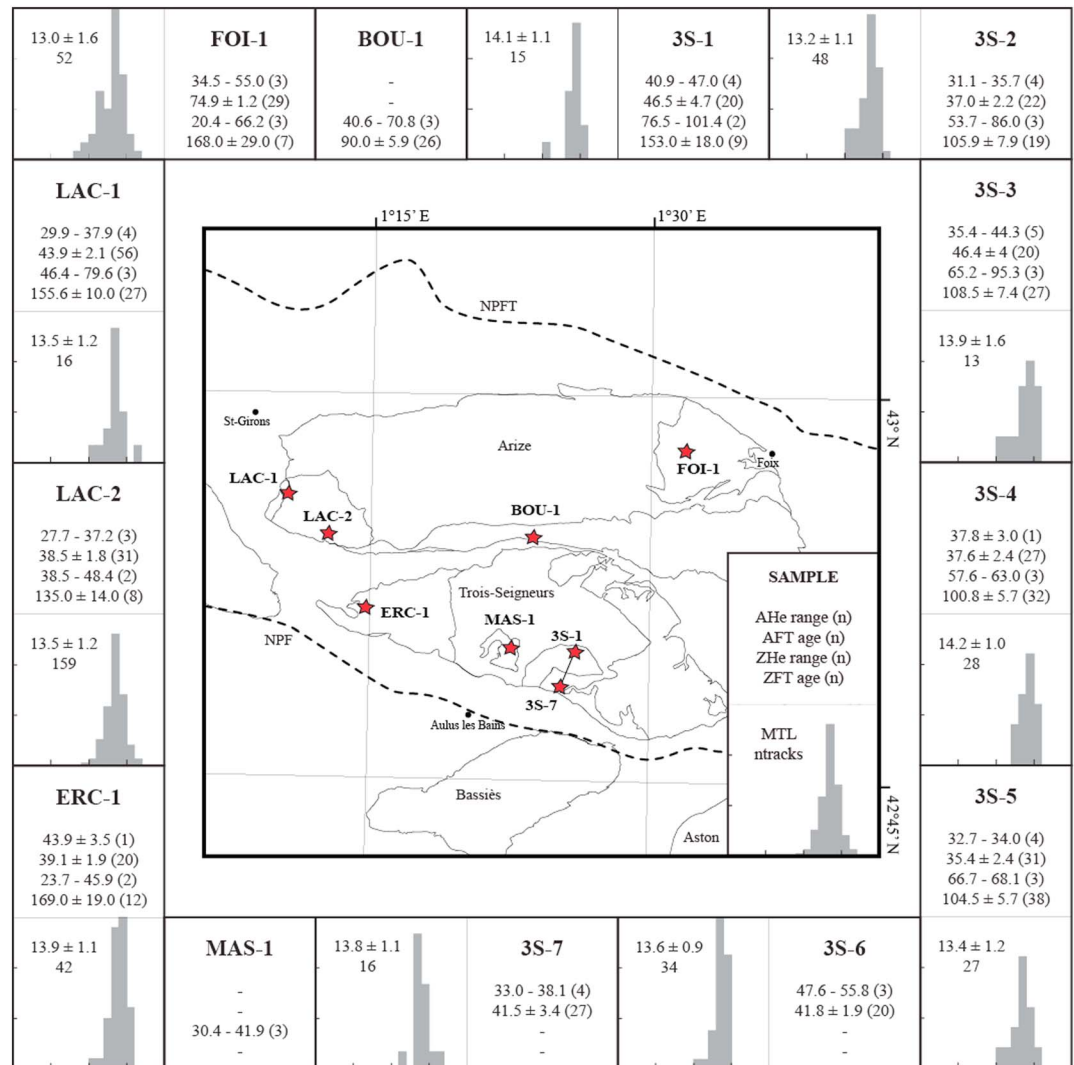 13.0 ± 1.6
52
FOI-1
34.5 - 55.0 (3)
74.9 ± 1.2 (29)
20.4 - 66.2 (3)
168.0 ± 29.0 (7)
BOU-1
-
-
40.6 - 70.8 (3)
90.0 ± 5.9 (26)
14.1 ± 1.1
15
3S-1
40.9 - 47.0 (4)
46.5 ± 4.7 (20)
76.5 - 101.4 (2)
153.0 ± 18.0 (9)
13.2 ± 1.1
48
3S-2
31.1 - 35.7 (4)
37.0 ± 2.2 (22)
53.7 - 86.0 (3)
105.9 ± 7.9 (19)
LAC-1
29.9 - 37.9 (4)
43.9 ± 2.1 (56)
46.4 - 79.6 (3)
155.6 ± 10.0 (27)
13.5 ± 1.2
16
LAC-2
27.7 - 37.2 (3)
38.5 ± 1.8 (31)
38.5 - 48.4 (2)
135.0 ± 14.0 (8)
13.5 ± 1.2
159
ERC-1
43.9 ± 3.5 (1)
39.1 ± 1.9 (20)
23.7 - 45.9 (2)
169.0 ± 19.0 (12)
13.9 ± 1.1
42
1°15' E
1°30' E
NPFT
43° N
St-Girons
Arize
FOI-1
Foix
LAC-1
LAC-2
BOU-1
Trois-Seigneurs
ERC-1
MAS-1
3S-1
NPF
3S-7
Aulus les Bains
Bassiès
Aston
42°45' N
SAMPLE
AHe range (n)
AFT age (n)
ZHe range (n)
ZFT age (n)
MTL
ntracks
3S-3
35.4 - 44.3 (5)
46.4 ± 4 (20)
65.2 - 95.3 (3)
108.5 ± 7.4 (27)
13.9 ± 1.6
13
3S-4
37.8 ± 3.0 (1)
37.6 ± 2.4 (27)
57.6 - 63.0 (3)
100.8 ± 5.7 (32)
14.2 ± 1.0
28
3S-5
32.7 - 34.0 (4)
35.4 ± 2.4 (31)
66.7 - 68.1 (3)
104.5 ± 5.7 (38)
13.4 ± 1.2
27
MAS-1
-
-
30.4 - 41.9 (3)
-
13.8 ± 1.1
16
3S-7
33.0 - 38.1 (4)
41.5 ± 3.4 (27)
-
-
13.6 ± 0.9
34
3S-6
47.6 - 55.8 (3)
41.8 ± 1.9 (20)
-
-